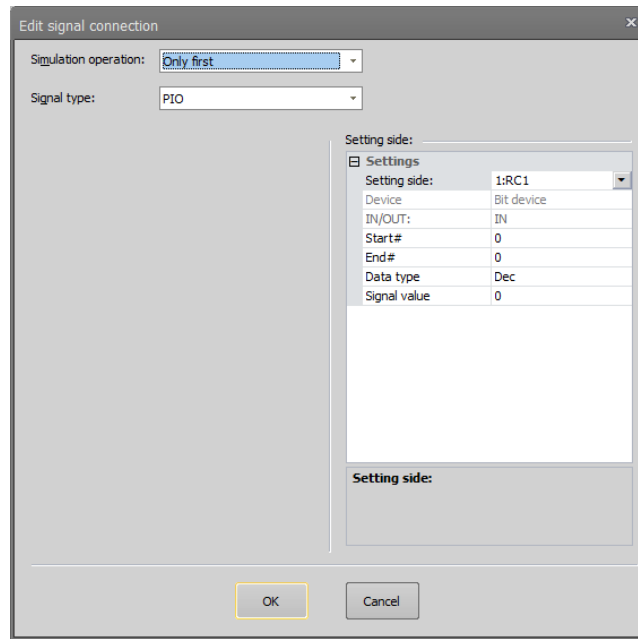 Edit signal connection
Simulation operation: Only first
Signal type: PIO
Setting side:
Settings
Setting side: 1:RC1
Device Bit device
IN/OUT: IN
Start# 0
End# 0
Data type Dec
Signal value 0
Setting side:
OK Cancel